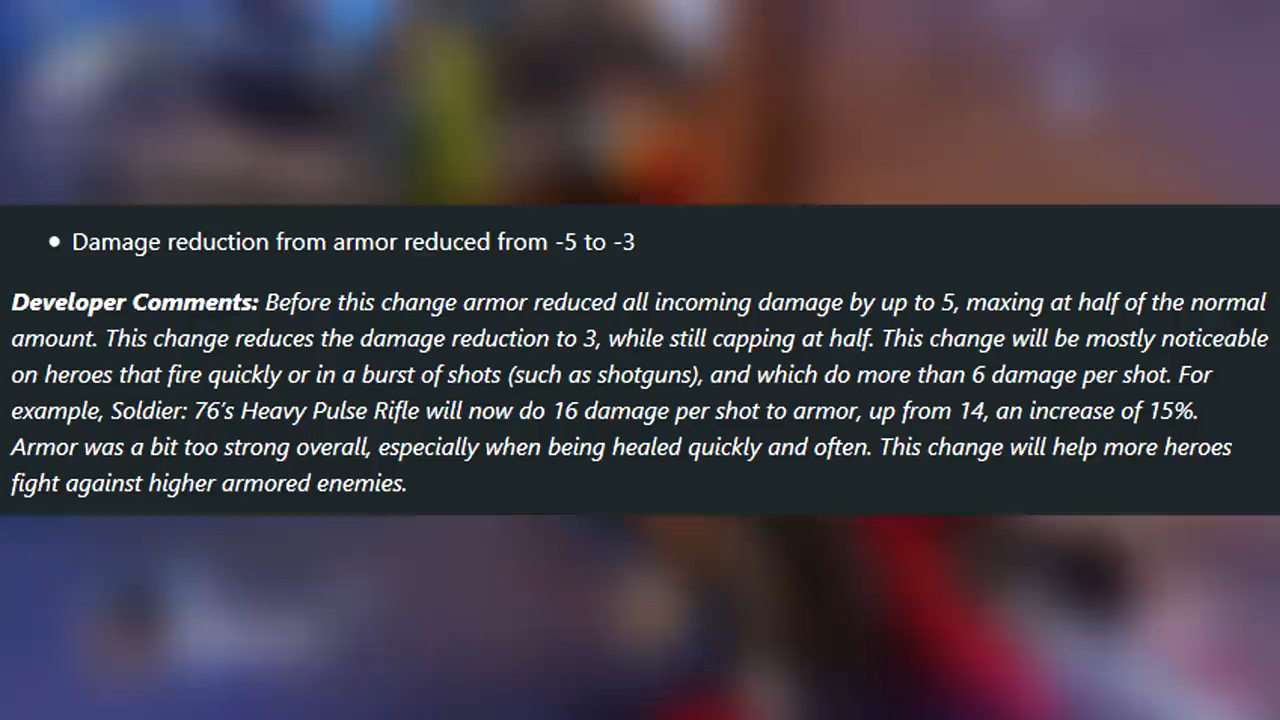 • Damage reduction from armor reduced from -5 to -3
Developer Comments: Before this change armor reduced all incoming damage by up to 5, maxing at half of the normal
amount. This change reduces the damage reduction to 3, while still capping at half. This change will be mostly noticeable
on heroes that fire quickly or in a burst of shots (such as shotguns), and which do more than 6 damage per shot. For
example, Soldier: 76’s Heavy Pulse Rifle will now do 16 damage per shot to armor, up from 14, an increase of 15%.
Armor was a bit too strong overall, especially when being healed quickly and often. This change will help more heroes
fight against higher armored enemies.